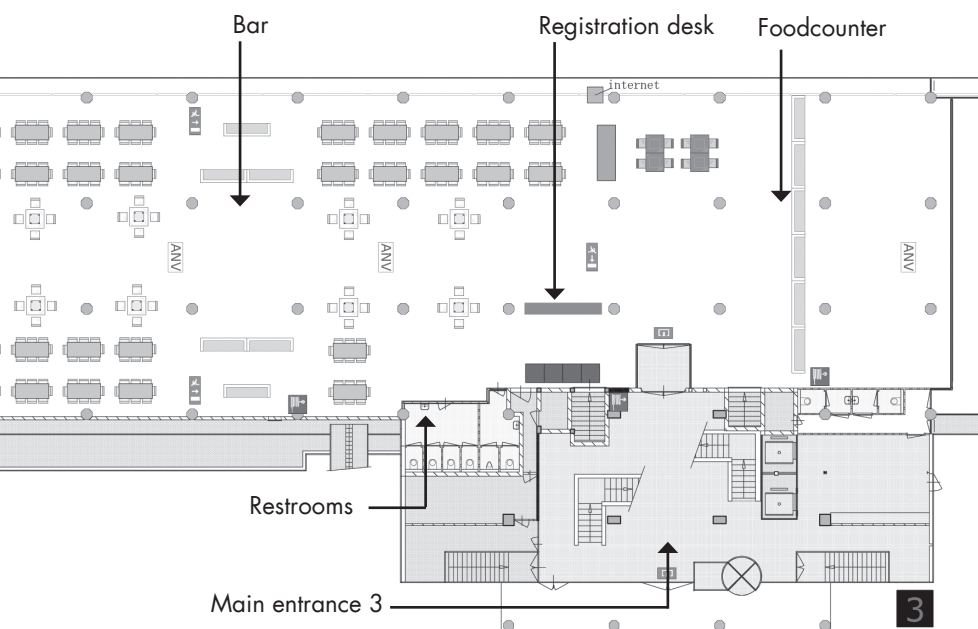 Bar
Registration desk
Foodcounter
internet
ANV
ANV
ANV
Restrooms
Main entrance 3
3